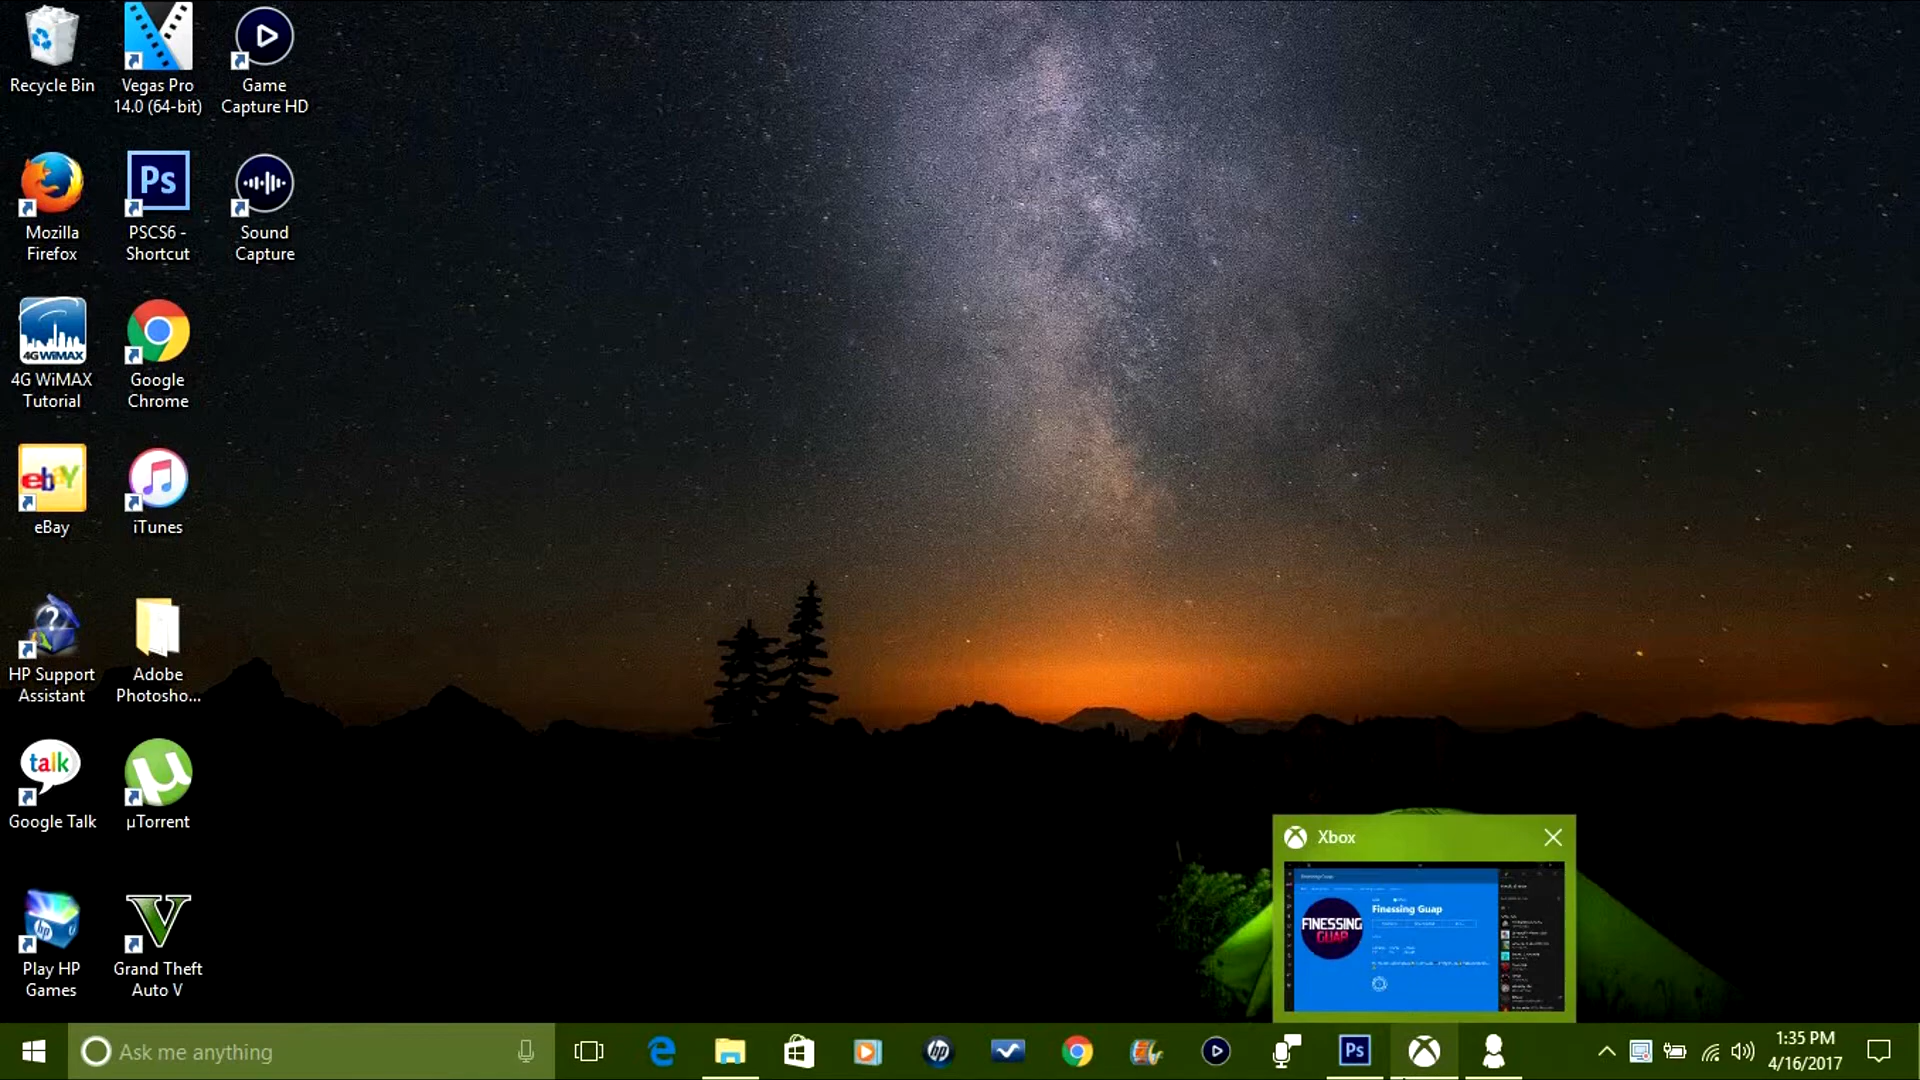 Recycle Bin
Vegas Pro
14.0 (64-bit)
Game
Capture HD
Mozilla
Firefox
Ps
PSCS6 -
Shortcut
Sound
Capture
4G WiMAX
4G WiMAX
Tutorial
Google
Chrome
ebaY
eBay
iTunes
HP Support
Assistant
Adobe
Photosho...
talk
Google Talk
µ
µTorrent
hp
Play HP
Games
V
Grand Theft
Auto V
Xbox
Finessing Guap
FINESSING
GUAP
Ask me anything
hp
Ps
1:35 PM
4/16/2017